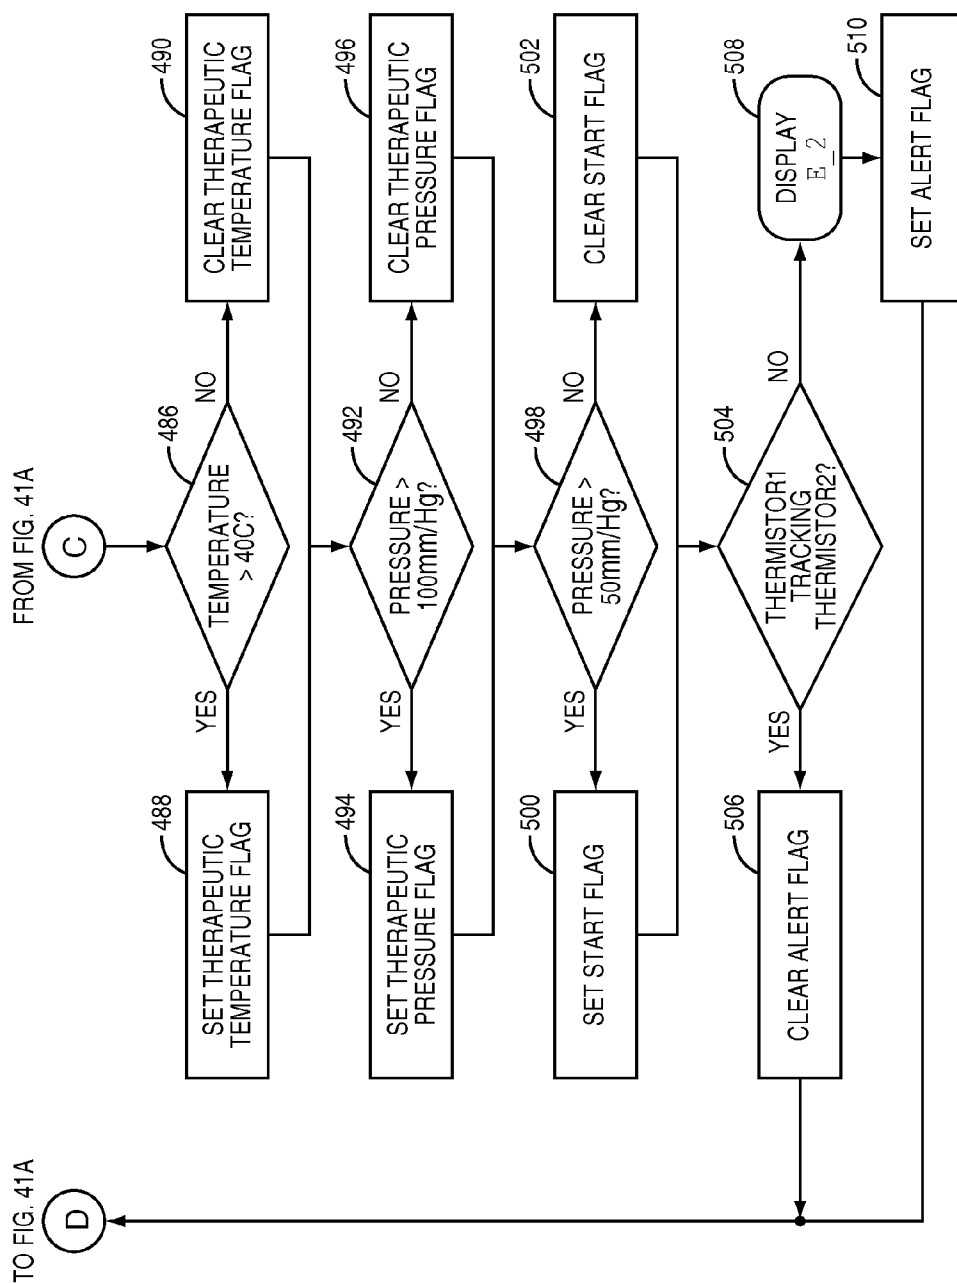 FROM FIG. 41A
C
TO FIG. 41A
D
TEMPERATURE
> 40C?
486
YES
NO
SET THERAPEUTIC
TEMPERATURE FLAG
488
CLEAR THERAPEUTIC
TEMPERATURE FLAG
490
PRESSURE >
100mm/Hg?
492
YES
NO
SET THERAPEUTIC
PRESSURE FLAG
494
CLEAR THERAPEUTIC
PRESSURE FLAG
496
PRESSURE >
50mm/Hg?
498
YES
NO
SET START FLAG
500
CLEAR START FLAG
502
THERMISTOR1
TRACKING
THERMISTOR2?
504
YES
NO
CLEAR ALERT FLAG
506
DISPLAY
E_2
508
SET ALERT FLAG
510